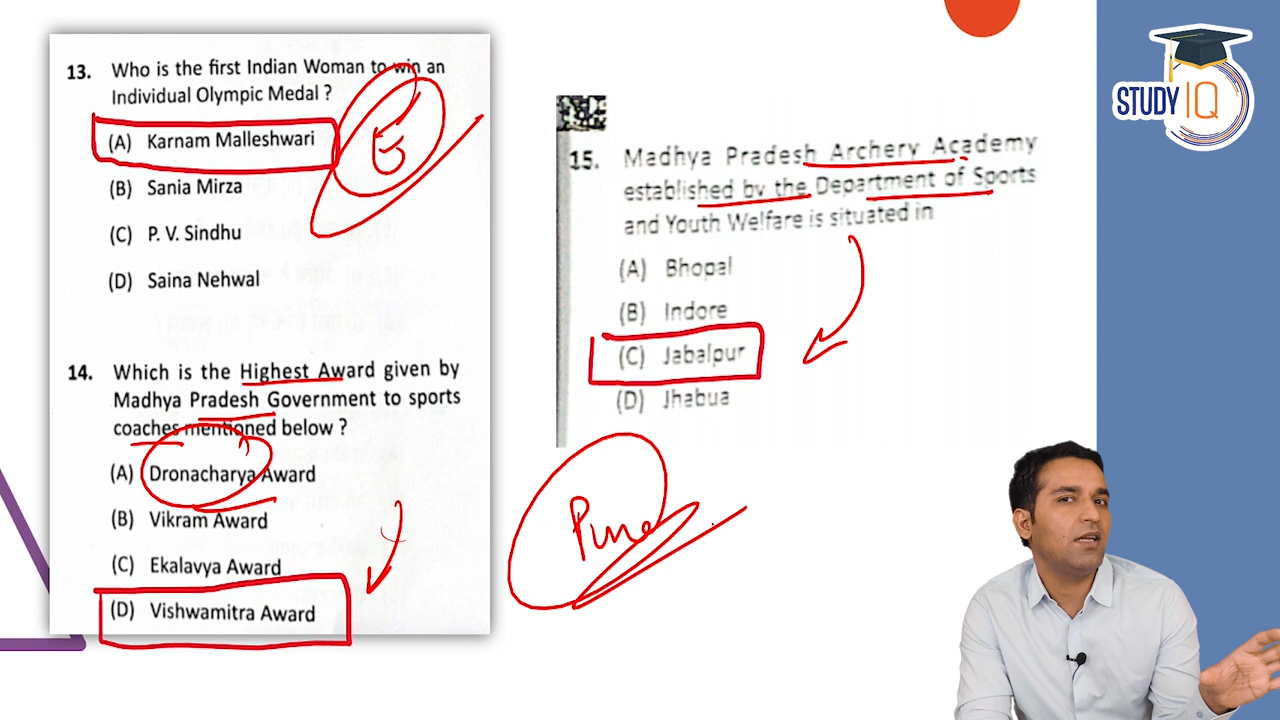 13. Who is the first Indian Woman to win an
Individual Olympic Medal ?
(A) Karnam Malleshwari
(B) Sania Mirza
(C) P. V. Sindhu
(D) Saina Nehwal
14. Which is the Highest Award given by
Madhya Pradesh Government to sports
coaches mentioned below ?
(A) Dronacharya Award
(B) Vikram Award
(C) Ekalavya Award
(D) Vishwamitra Award
15. Madhya Pradesh Archery Academy
established by the Department of Sports
and Youth Welfare is situated in
(A) Bhopal
(B) Indore
(C) Jabalpur
(D) Jhabua
Pune
STUDY IQ